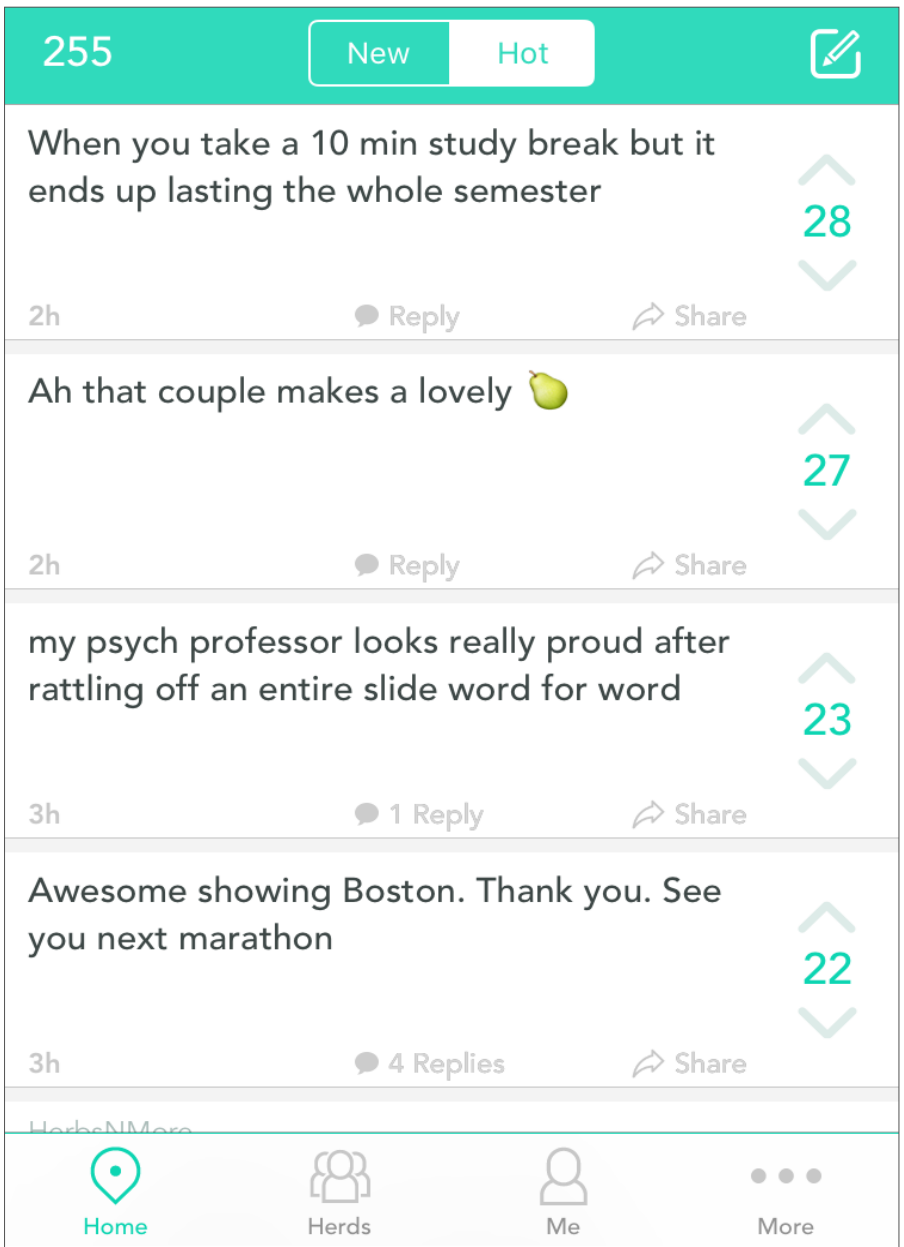 255
New
Hot
When you take a 10 min study break but it
ends up lasting the whole semester
28
2h
Reply
Share
Ah that couple makes a lovely 🍐
27
2h
Reply
Share
my psych professor looks really proud after
rattling off an entire slide word for word
23
3h
1 Reply
Share
Awesome showing Boston. Thank you. See
you next marathon
22
3h
4 Replies
Share
HerbsNMore
Home
Herds
Me
More